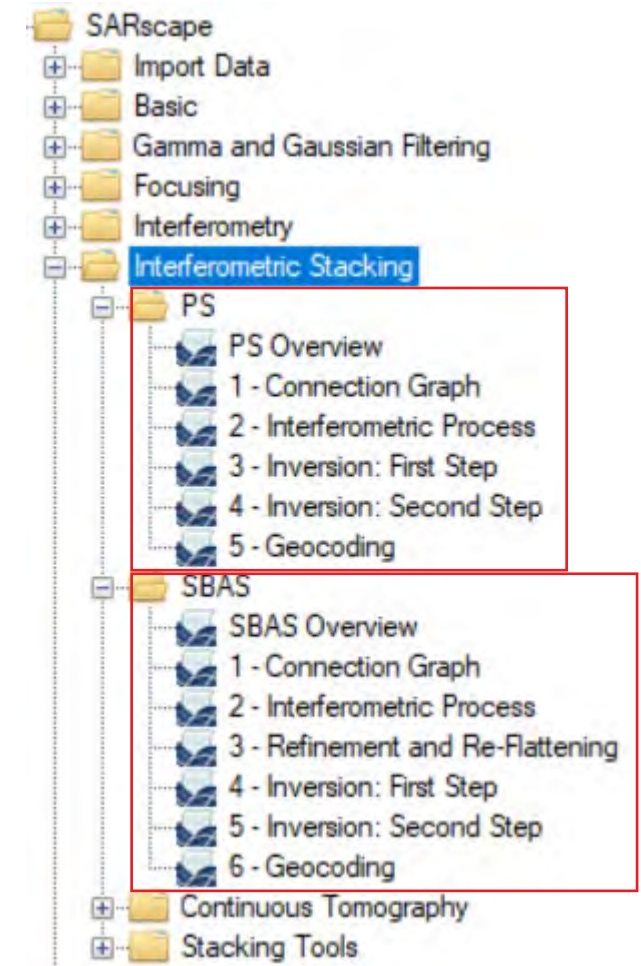 SARscape
Import Data
Basic
Gamma and Gaussian Filtering
Focusing
Interferometry
Interferometric Stacking
PS
PS Overview
1 - Connection Graph
2 - Interferometric Process
3 - Inversion: First Step
4 - Inversion: Second Step
5 - Geocoding
SBAS
SBAS Overview
1 - Connection Graph
2 - Interferometric Process
3 - Refinement and Re-Flattening
4 - Inversion: First Step
5 - Inversion: Second Step
6 - Geocoding
Continuous Tomography
Stacking Tools